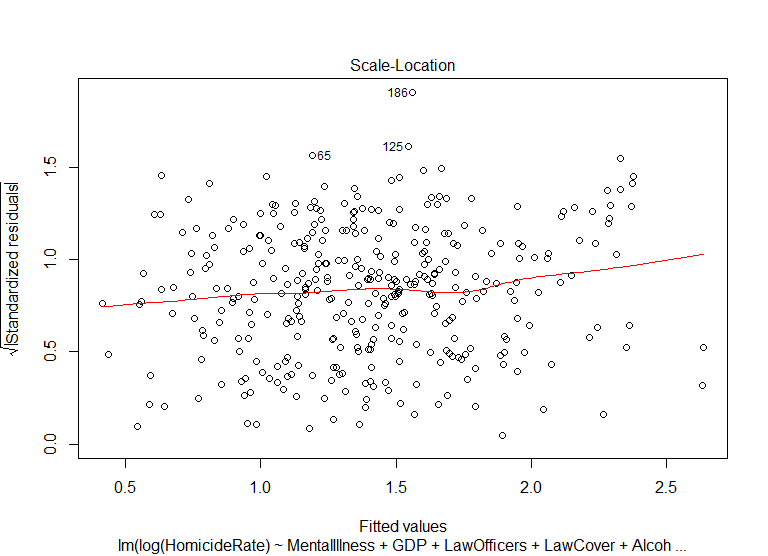 Scale-Location
186
125
65
√|Standardized residuals|
1.5
1.0
0.5
0.0
0.5 1.0 1.5 2.0 2.5
Fitted values
lm(log(HomicideRate) ~ MentalIllness + GDP + LawOfficers + LawCover + Alcoh ...